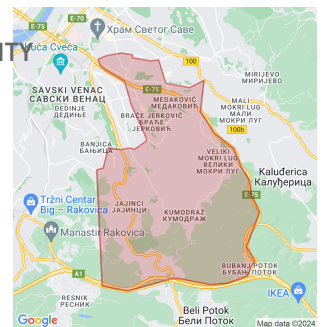 Храм Светог Саве
ITY
Kuća Cveća
100
E-75
MIRIJEVO
МИРИЈЕВО
SAVSKI VENAC
САВСКИ ВЕНАЦ
DEDINJE
ДЕДИЊЕ
E-75
MEDAKOVIĆ
МЕДАКОВИЋ
BRAĆE JERKOVIĆ
БРАЋЕ
ЈЕРКОВИЋ
MALI
MOKRI LUG
МАЛИ
МОКРИ ЛУГ
100b
BANJICA
БАЊИЦА
VELIKI
MOKRI LUG
ВЕЛИКИ
МОКРИ ЛУГ
Kaluđerica
Калуђерица
E-75
Tržni Centar
Big – Rakovica
JAJINCI
ЈАЈИНЦИ
KUMODRAŽ
КУМОДРАЖ
Manastir Rakovica
A1
BUBANJ POTOK
БУБАЊ ПОТОК
RESNIK
РЕСНИК
IKEA
Beli Potok
Бели Поток
Google
Map data ©2024